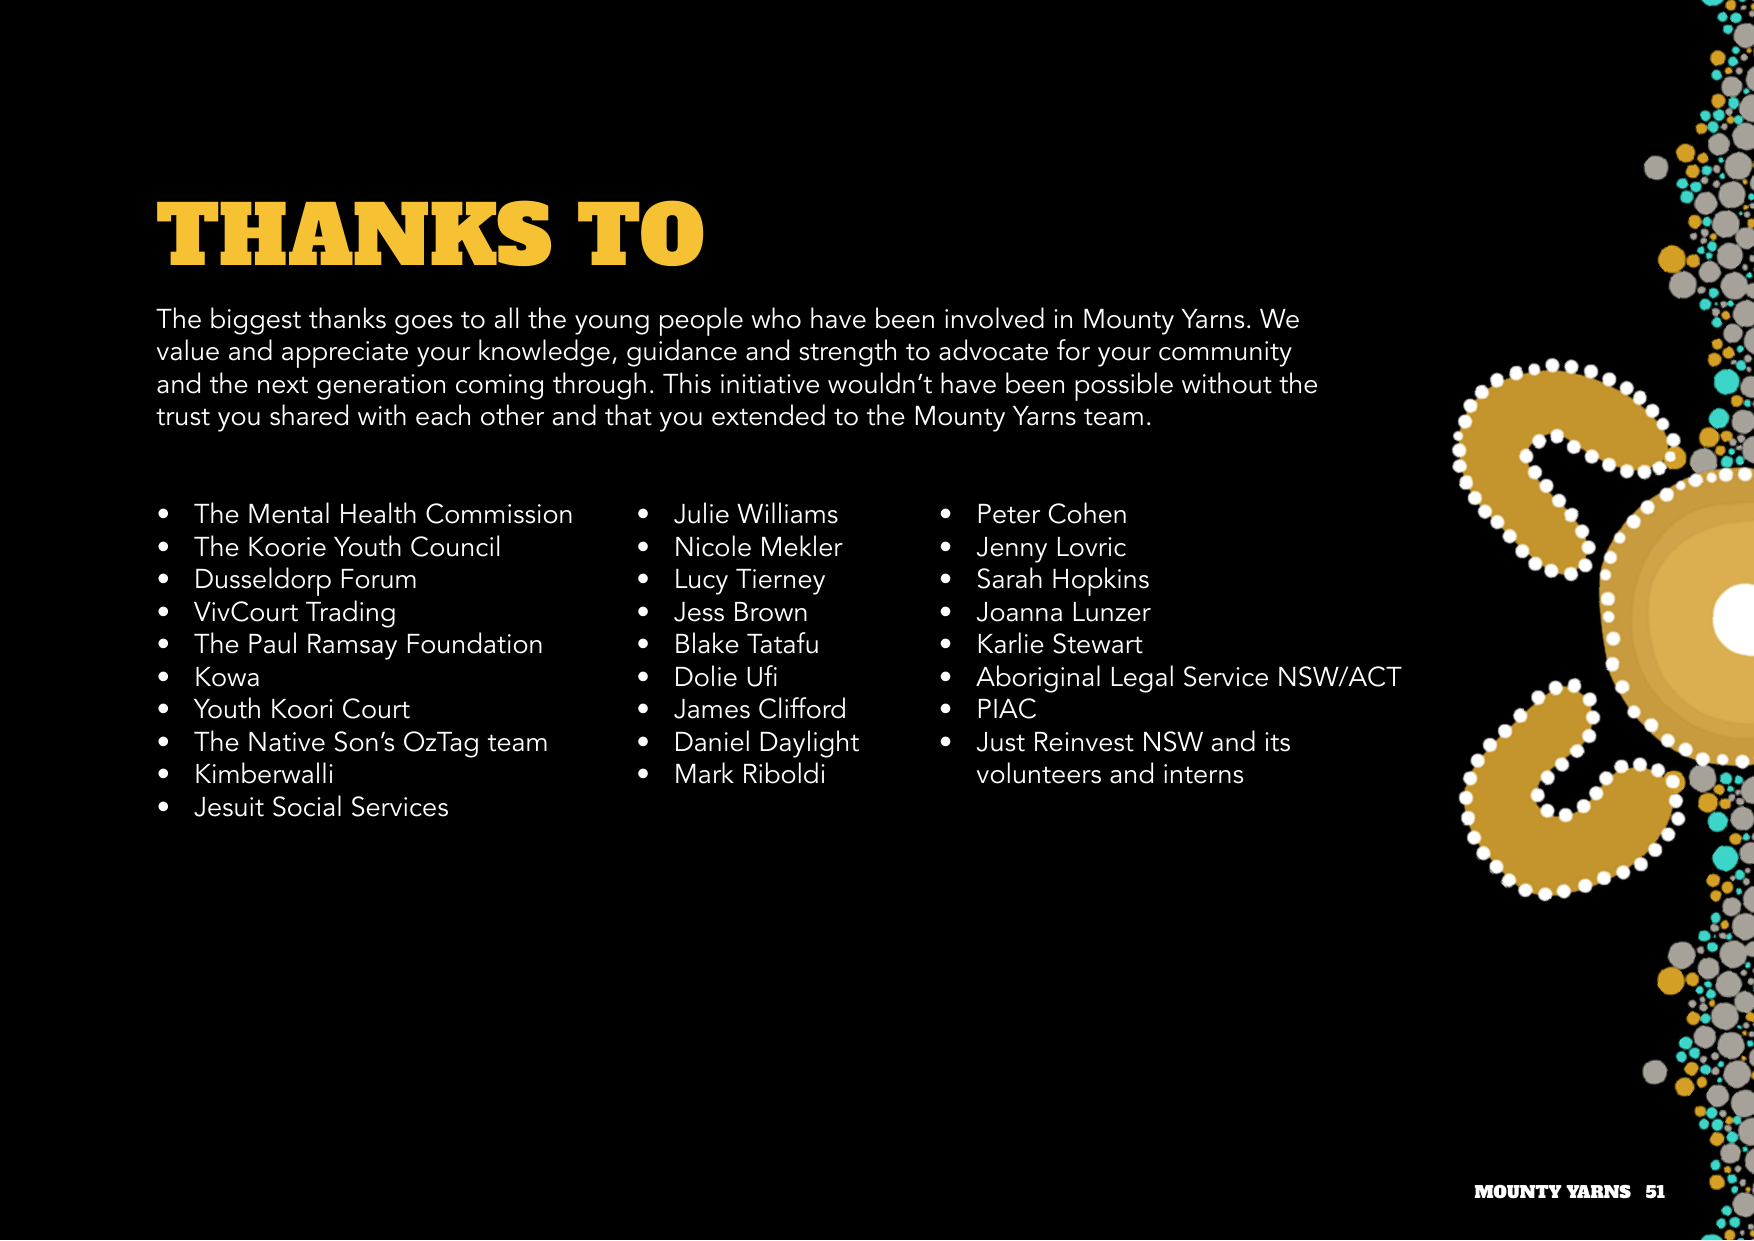 THANKS TO
The biggest thanks goes to all the young people who have been involved in Mounty Yarns. We
value and appreciate your knowledge, guidance and strength to advocate for your community
and the next generation coming through. This initiative wouldn’t have been possible without the
trust you shared with each other and that you extended to the Mounty Yarns team.
• The Mental Health Commission
• The Koorie Youth Council
• Dusseldorp Forum
• VivCourt Trading
• The Paul Ramsay Foundation
• Kowa
• Youth Koori Court
• The Native Son’s OzTag team
• Kimberwalli
• Jesuit Social Services
• Julie Williams
• Nicole Mekler
• Lucy Tierney
• Jess Brown
• Blake Tatafu
• Dolie Ufi
• James Clifford
• Daniel Daylight
• Mark Riboldi
• Peter Cohen
• Jenny Lovric
• Sarah Hopkins
• Joanna Lunzer
• Karlie Stewart
• Aboriginal Legal Service NSW/ACT
• PIAC
• Just Reinvest NSW and its
volunteers and interns
MOUNTY YARNS 51